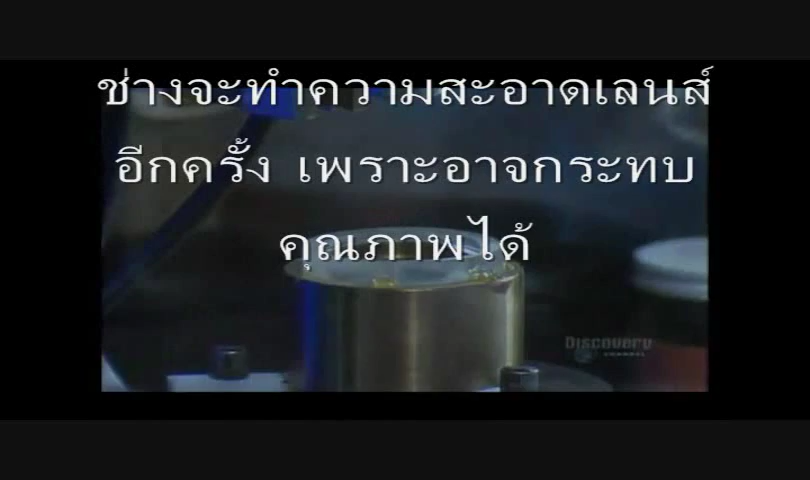 ช่างจะทำความสะอาดเลนส์
อีกครั้ง เพราะอาจกระทบ
คุณภาพได้
Discovery
CHANNEL